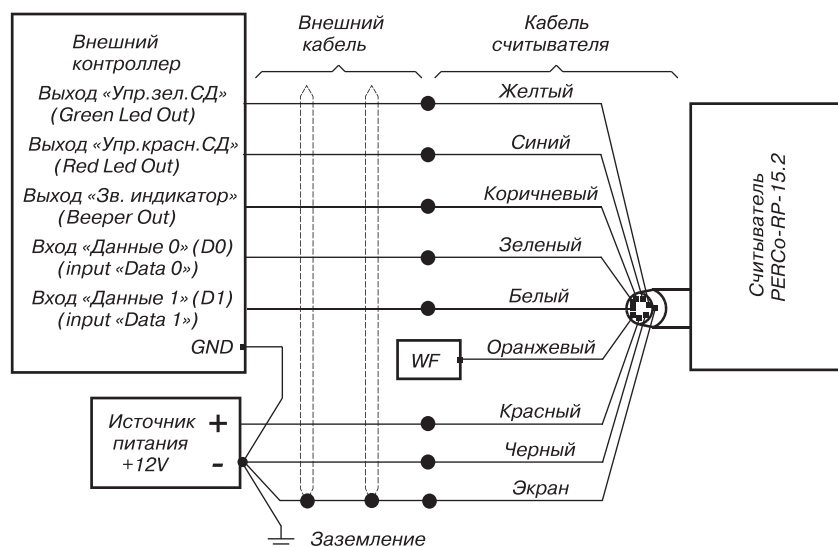 Внешний
контроллер
Выход «Упр.зел.СД»
(Green Led Out)
Выход «Упр.красн.СД»
(Red Led Out)
Выход «Зв. индикатор»
(Beeper Out)
Вход «Данные 0» (D0)
(input «Data 0»)
Вход «Данные 1» (D1)
(input «Data 1»)
GND
Источник
питания
+12V
+
-
Внешний
кабель
Кабель
считывателя
Желтый
Синий
Коричневый
Зеленый
Белый
WF
Оранжевый
Красный
Черный
Экран
Заземление
Считыватель
PERCo-RP-15.2